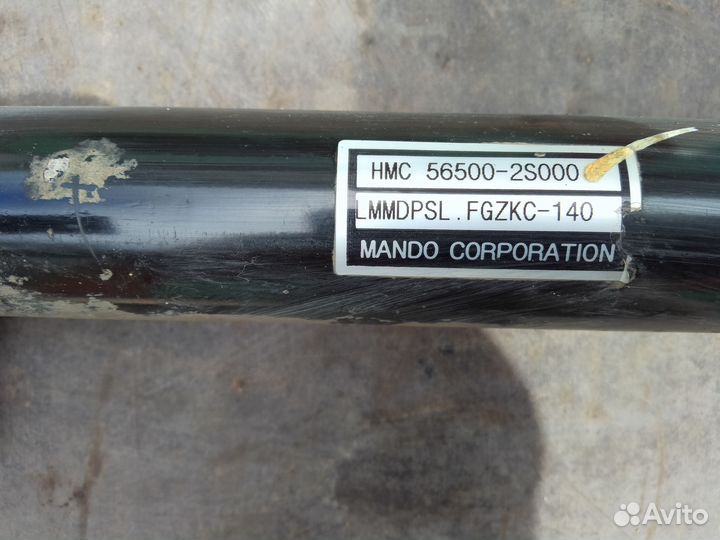 HMC 56500-2S000
LMMDPSL.FGZKC-140
MANDO CORPORATION
Avito